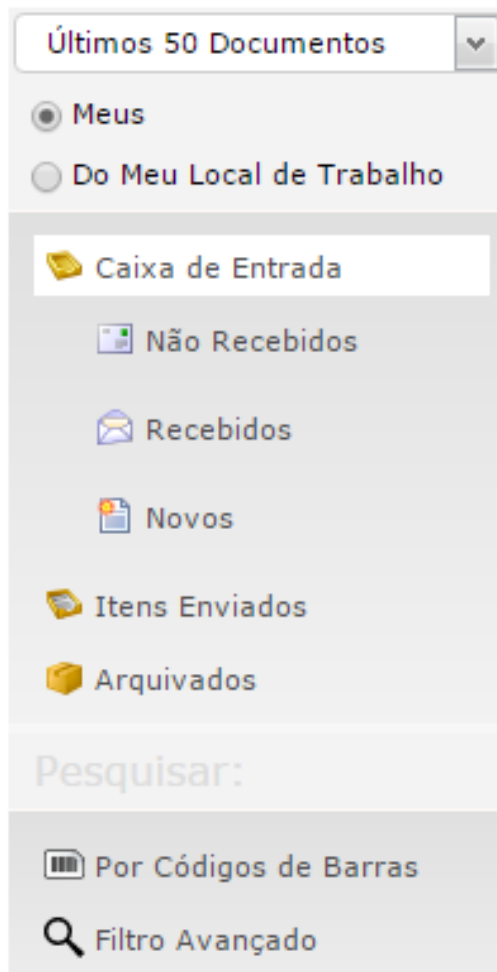 Últimos 50 Documentos
Meus
Do Meu Local de Trabalho
Caixa de Entrada
Não Recebidos
Recebidos
Novos
Itens Enviados
Arquivados
Pesquisar:
Por Códigos de Barras
Filtro Avançado